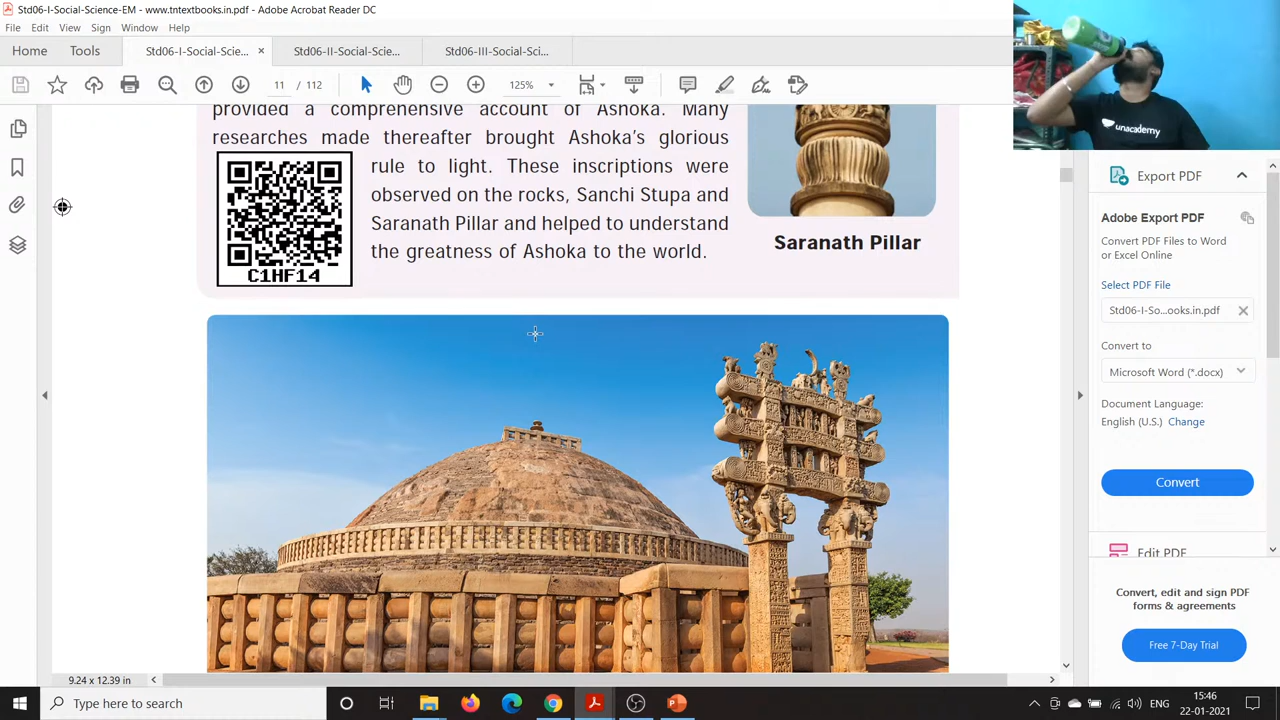 Std06-I-Social-Science-EM - www.tntextbooks.in.pdf - Adobe Acrobat Reader DC
File Edit View Sign Window Help
Home Tools Std06-I-Social-Scie... × Std06-II-Social-Scie... Std06-III-Social-Sci...
11 / 112 125%
provided a comprehensive account of Ashoka. Many
researches made thereafter brought Ashoka's glorious
rule to light. These inscriptions were
observed on the rocks, Sanchi Stupa and
Saranath Pillar and helped to understand
the greatness of Ashoka to the world.
C1HF14
Saranath Pillar
unacademy
Export PDF
Adobe Export PDF
Convert PDF Files to Word
or Excel Online
Select PDF File
Std06-I-So...ooks.in.pdf
Convert to
Microsoft Word (*.docx)
Document Language:
English (U.S.) Change
Convert
Edit PDF
Convert, edit and sign PDF
forms & agreements
Free 7-Day Trial
9.24 x 12.39 in
Type here to search
ENG
15:46
22-01-2021